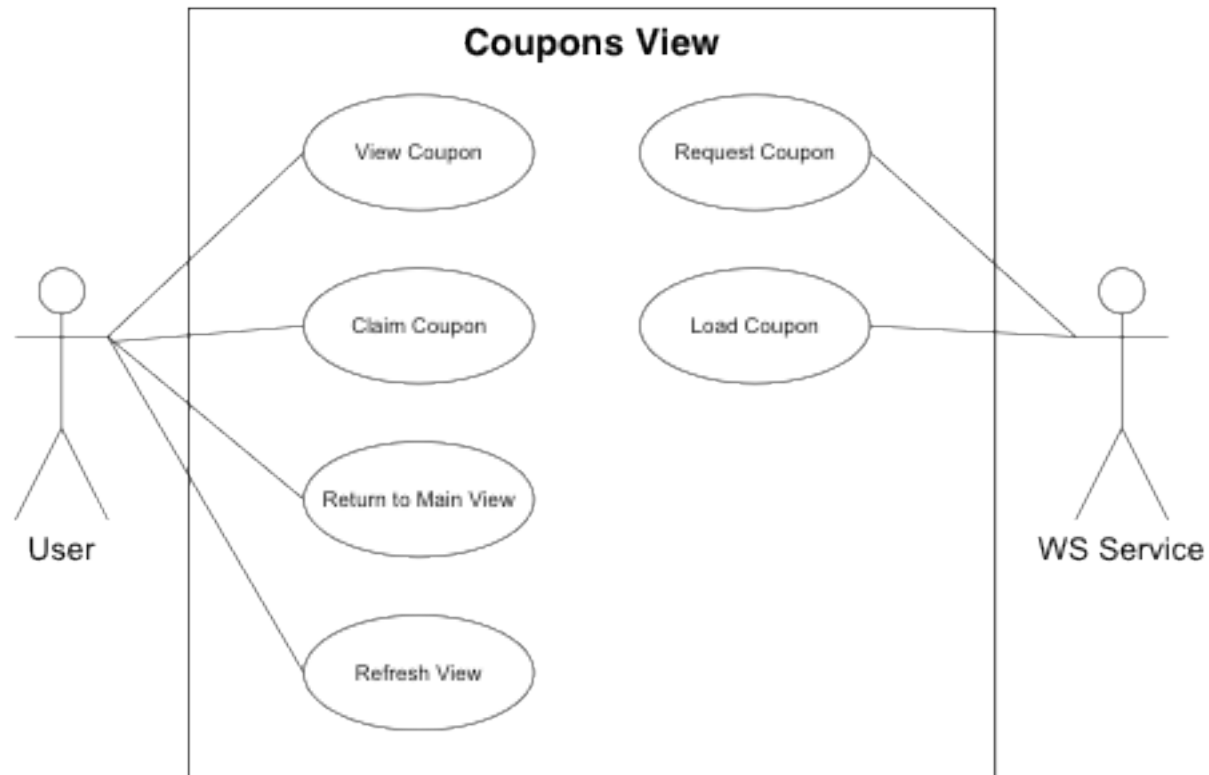 Coupons View
View Coupon
Request Coupon
Claim Coupon
Load Coupon
Return to Main View
User
WS Service
Refresh View